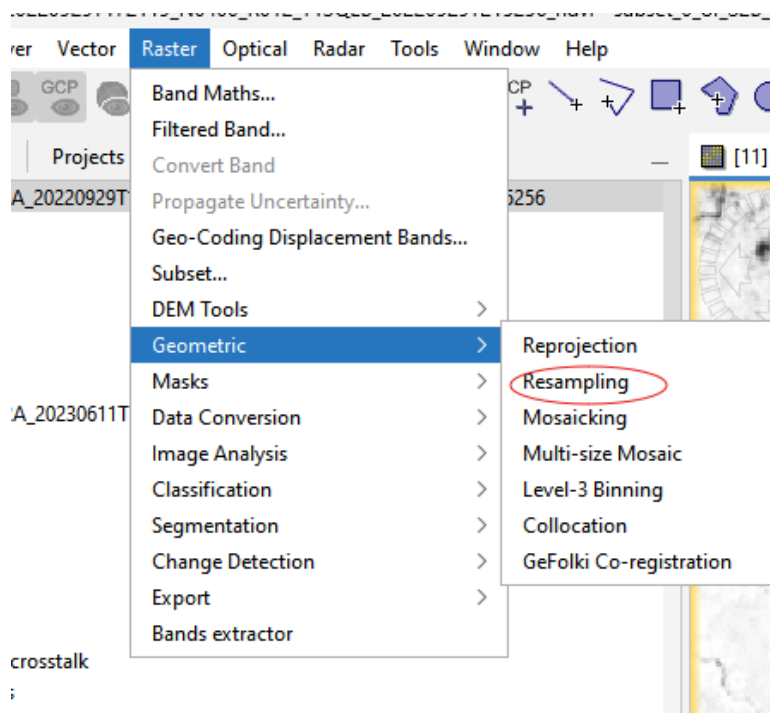 ver Vector Raster Optical Radar Tools Window Help
GCP
CP
Band Maths...
Filtered Band...
Projects
[11]
Convert Band
A_20220929T
Propagate Uncertainty...
5256
Geo-Coding Displacement Bands...
Subset...
DEM Tools
Geometric
Reprojection
Masks
Resampling
A_20230611T
Data Conversion
Mosaicking
Image Analysis
Multi-size Mosaic
Classification
Level-3 Binning
Segmentation
Collocation
Change Detection
GeFolki Co-registration
Export
Bands extractor
crosstalk